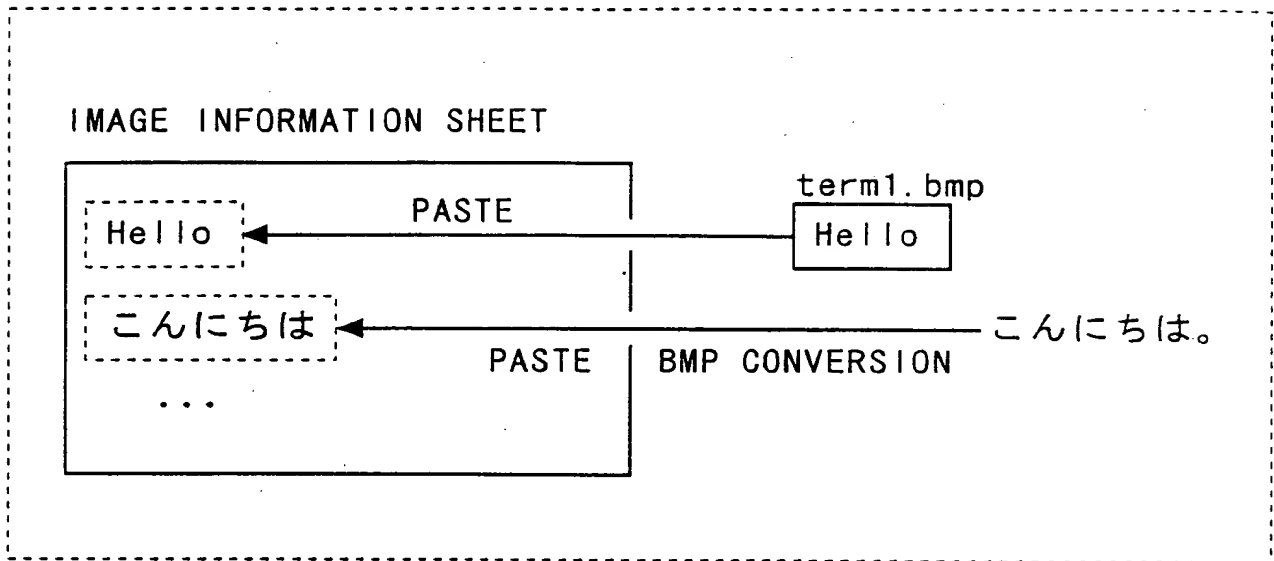 IMAGE INFORMATION SHEET
term1.bmp
Hello
PASTE
Hello
こんにちは
こんにちは。
PASTE
BMP CONVERSION
...